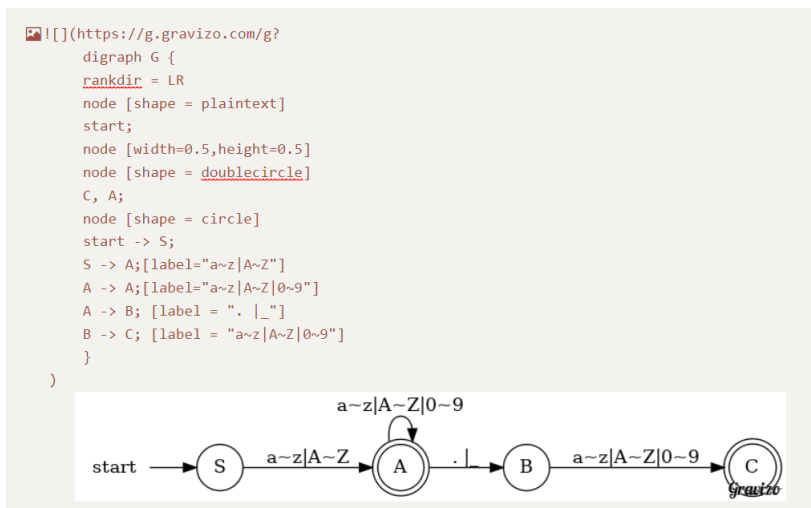 ![](https://g.gravizo.com/g?
digraph G {
rankdir = LR
node [shape = plaintext]
start;
node [width=0.5,height=0.5]
node [shape = doublecircle]
C, A;
node [shape = circle]
start -> S;
S -> A;[label="a~z|A~Z"]
A -> A;[label="a~z|A~Z|0~9"]
A -> B; [label = ". |_"]
B -> C; [label = "a~z|A~Z|0~9"]
}
)
a~z|A~Z|0~9
start S a~z|A~Z A . |_ B a~z|A~Z|0~9 C
Gravizo